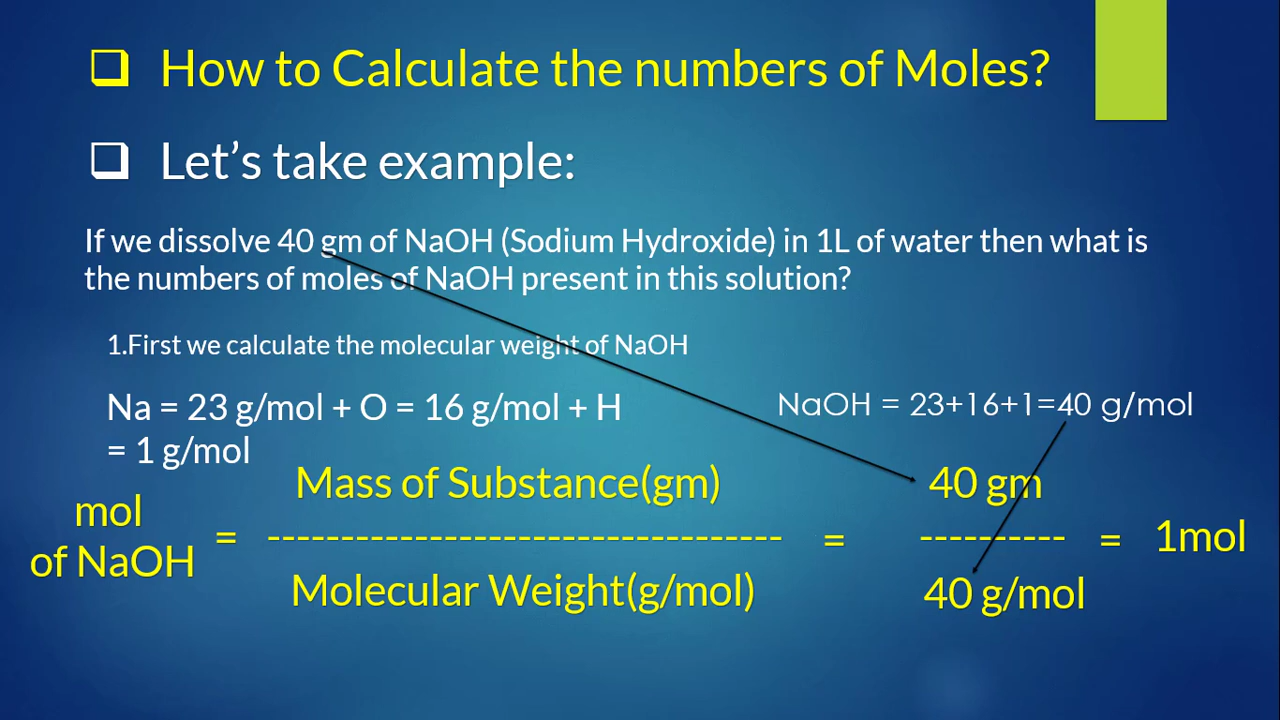 ❑ How to Calculate the numbers of Moles?
❑ Let’s take example:
If we dissolve 40 gm of NaOH (Sodium Hydroxide) in 1L of water then what is
the numbers of moles of NaOH present in this solution?
1.First we calculate the molecular weight of NaOH
Na = 23 g/mol + O = 16 g/mol + H
= 1 g/mol
NaOH = 23+16+1=40 g/mol
mol
of NaOH
=
Mass of Substance(gm)
-----------------------------------
Molecular Weight(g/mol)
=
40 gm
----------
40 g/mol
=
1mol